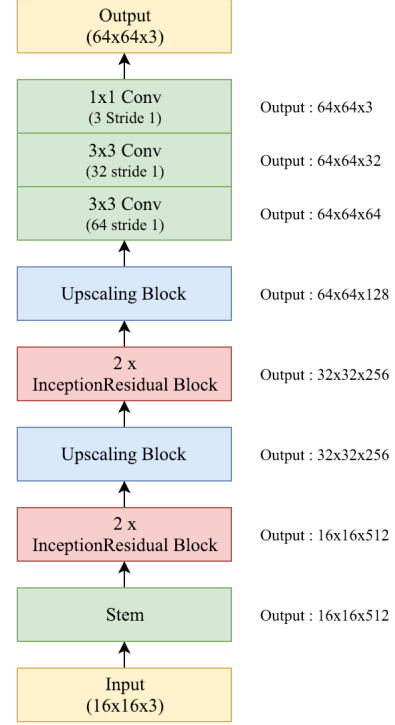 Output
(64x64x3)
1x1 Conv
(3 Stride 1)
Output : 64x64x3
3x3 Conv
(32 stride 1)
Output : 64x64x32
3x3 Conv
(64 stride 1)
Output : 64x64x64
Upscaling Block
Output : 64x64x128
2 x
InceptionResidual Block
Output : 32x32x256
Upscaling Block
Output : 32x32x256
2 x
InceptionResidual Block
Output : 16x16x512
Stem
Output : 16x16x512
Input
(16x16x3)